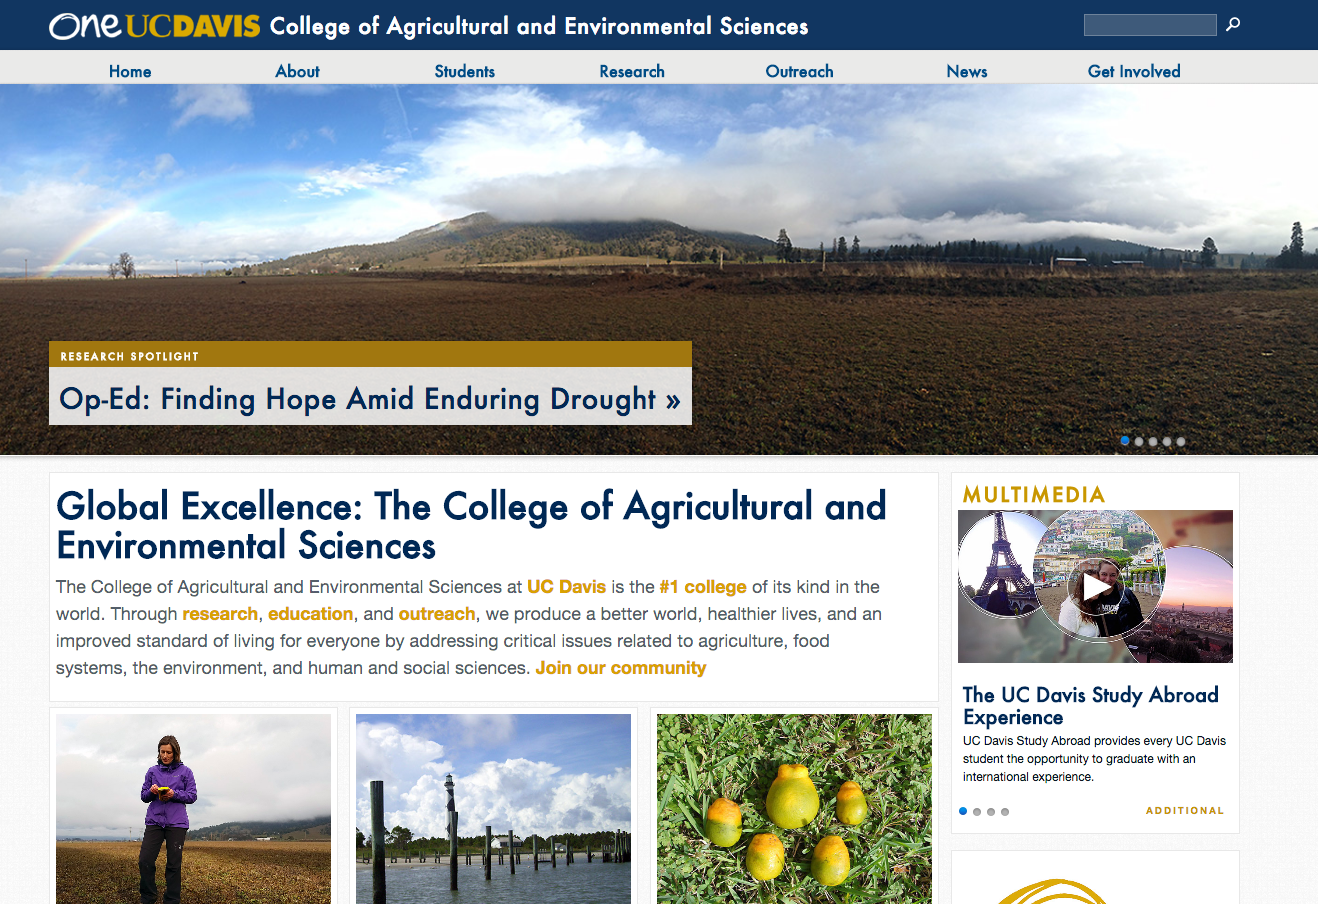 One UCDAVIS College of Agricultural and Environmental Sciences
Home About Students Research Outreach News Get Involved
RESEARCH SPOTLIGHT
Op-Ed: Finding Hope Amid Enduring Drought »
Global Excellence: The College of Agricultural and
Environmental Sciences
The College of Agricultural and Environmental Sciences at UC Davis is the #1 college of its kind in the
world. Through research, education, and outreach, we produce a better world, healthier lives, and an
improved standard of living for everyone by addressing critical issues related to agriculture, food
systems, the environment, and human and social sciences. Join our community
MULTIMEDIA
The UC Davis Study Abroad
Experience
UC Davis Study Abroad provides every UC Davis
student the opportunity to graduate with an
international experience.
ADDITIONAL